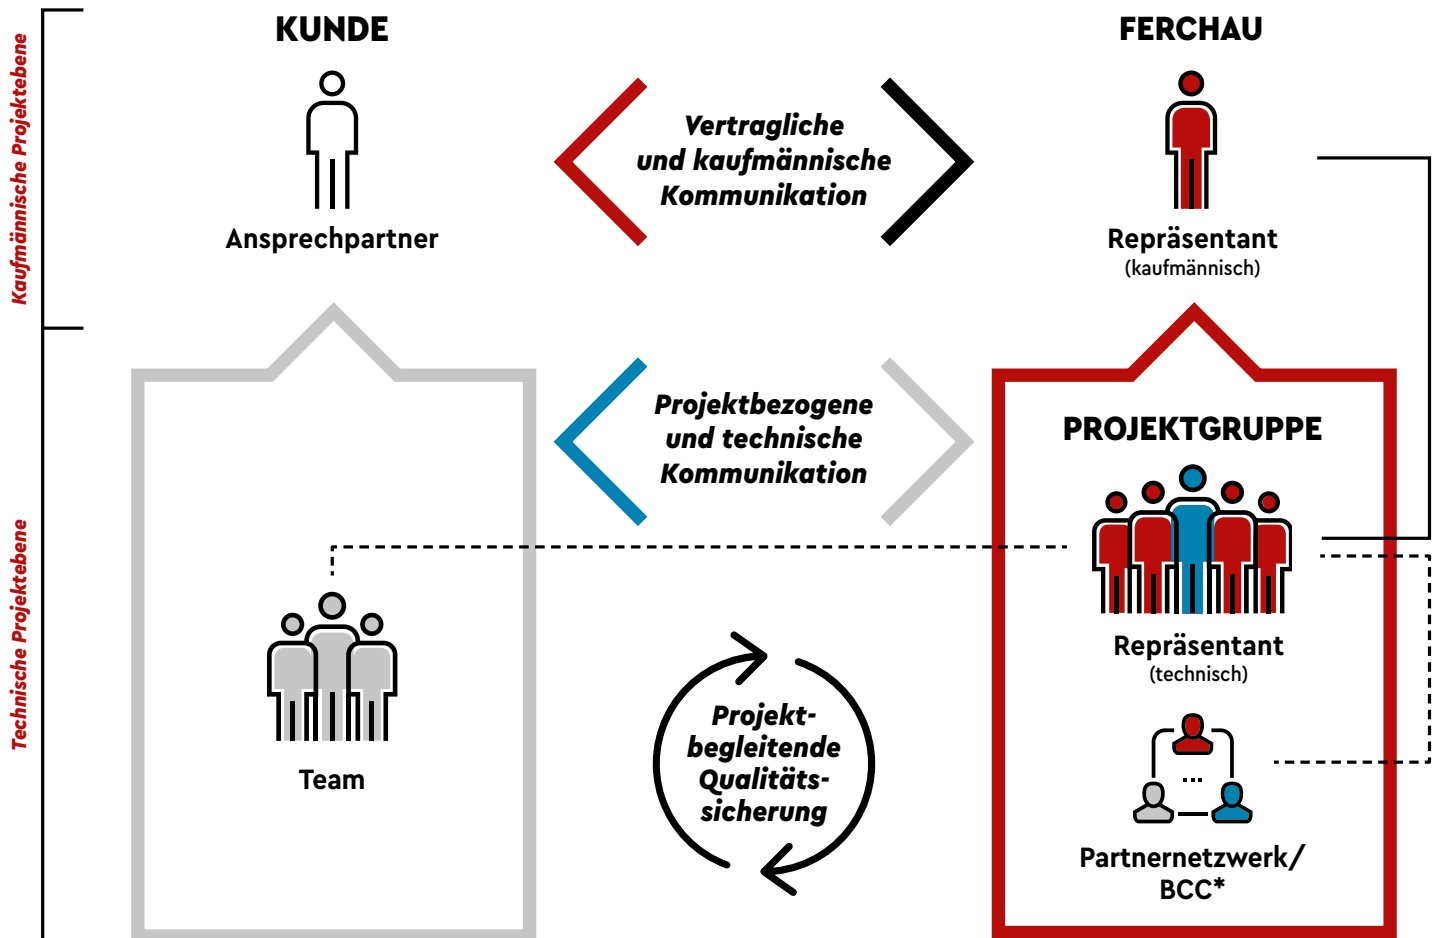 KUNDE
FERCHAU
Kaufmännische Projektebene
Vertragliche
und kaufmännische
Kommunikation
Ansprechpartner
Repräsentant
(kaufmännisch)
Technische Projektebene
Projektbezogene
und technische
Kommunikation
PROJEKTGRUPPE
Repräsentant
(technisch)
Team
Projekt-
begleitende
Qualitäts-
sicherung
...
Partnernetzwerk/
BCC*